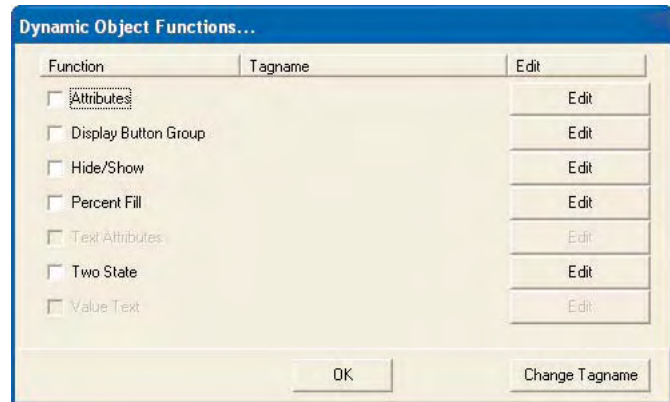 Dynamic Object Functions...
Function Tagname Edit
Attributes Edit
Display Button Group Edit
Hide/Show Edit
Percent Fill Edit
Text Attributes Edit
Two State Edit
Value Text Edit
OK Change Tagname